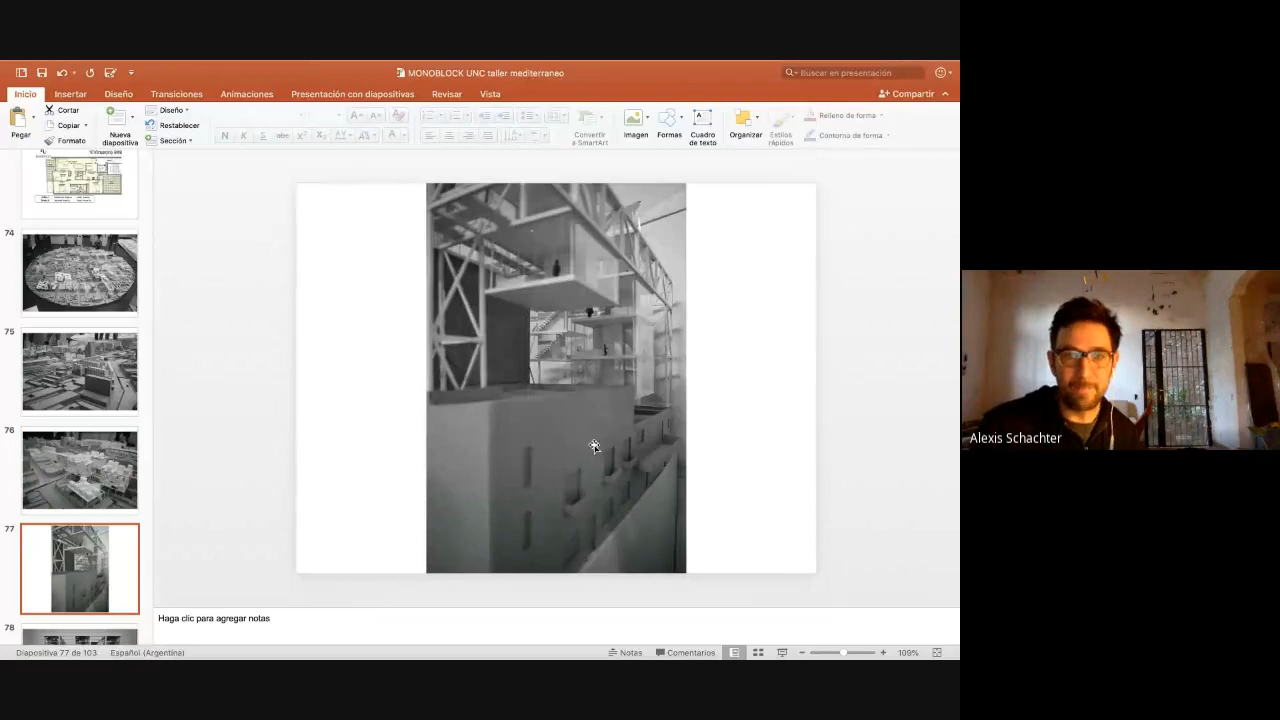 MONOBLOCK UNC taller mediterraneo
Buscar en presentación
Inicio
Insertar
Diseño
Transiciones
Animaciones
Presentación con diapositivas
Revisar
Vista
Compartir
Pegar
Cortar
Copiar
Formato
Nueva
diapositiva
Diseño
Restablecer
Sección
N K S abc X² X₂
Convertir
a SmartArt
Imagen
Formas
Cuadro
de texto
Organizar
Estilos
rápidos
Relleno de forma
Contorno de forma
74
75
76
77
78
Haga clic para agregar notas
Diapositiva 77 de 103
Español (Argentina)
Notas
Comentarios
109%
Alexis Schachter